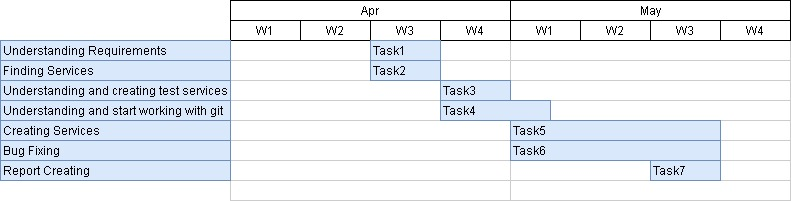 Apr May
W1 W2 W3 W4 W1 W2 W3 W4
Understanding Requirements Task1
Finding Services Task2
Understanding and creating test services Task3
Understanding and start working with git Task4
Creating Services Task5
Bug Fixing Task6
Report Creating Task7